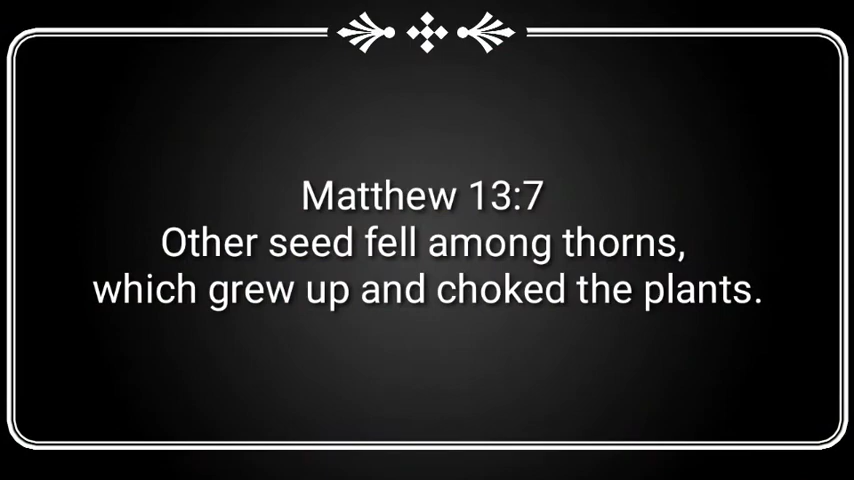 Matthew 13:7
Other seed fell among thorns,
which grew up and choked the plants.